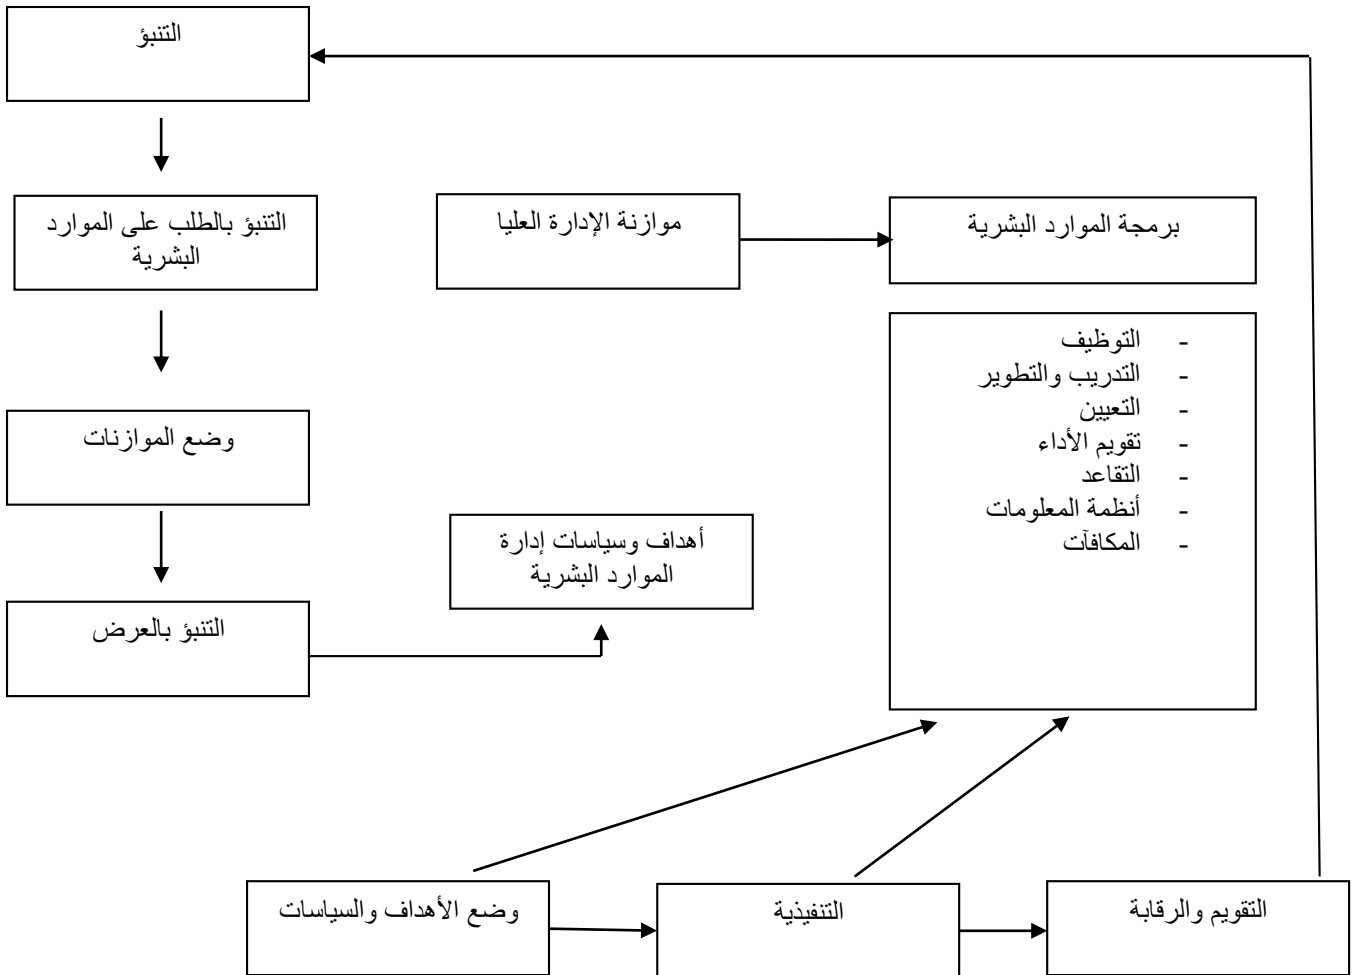 التنبؤ
التنبؤ بالطلب على الموارد
البشرية
موازنة الإدارة العليا
برمجة الموارد البشرية
- التوظيف
- التدريب والتطوير
- التعيين
- تقويم الأداء
- التقاعد
- أنظمة المعلومات
- المكافآت
وضع الموازنات
أهداف وسياسات إدارة
الموارد البشرية
التنبؤ بالعرض
وضع الأهداف والسياسات
التنفيذية
التقويم والرقابة